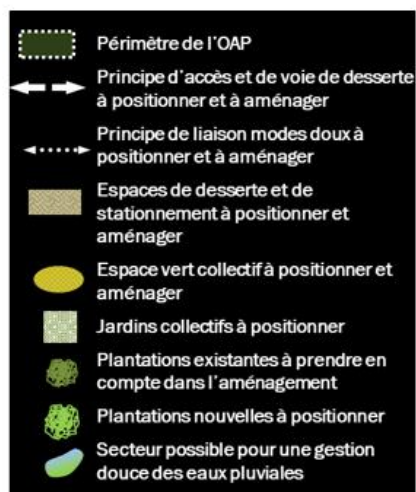 Périmètre de l'OAP
Principe d'accès et de voie de desserte
à positionner et à aménager
Principe de liaison modes doux à
positionner et à aménager
Espaces de desserte et de
stationnement à positionner et
aménager
Espace vert collectif à positionner et
aménager
Jardins collectifs à positionner
Plantations existantes à prendre en
compte dans l'aménagement
Plantations nouvelles à positionner
Secteur possible pour une gestion
douce des eaux pluviales